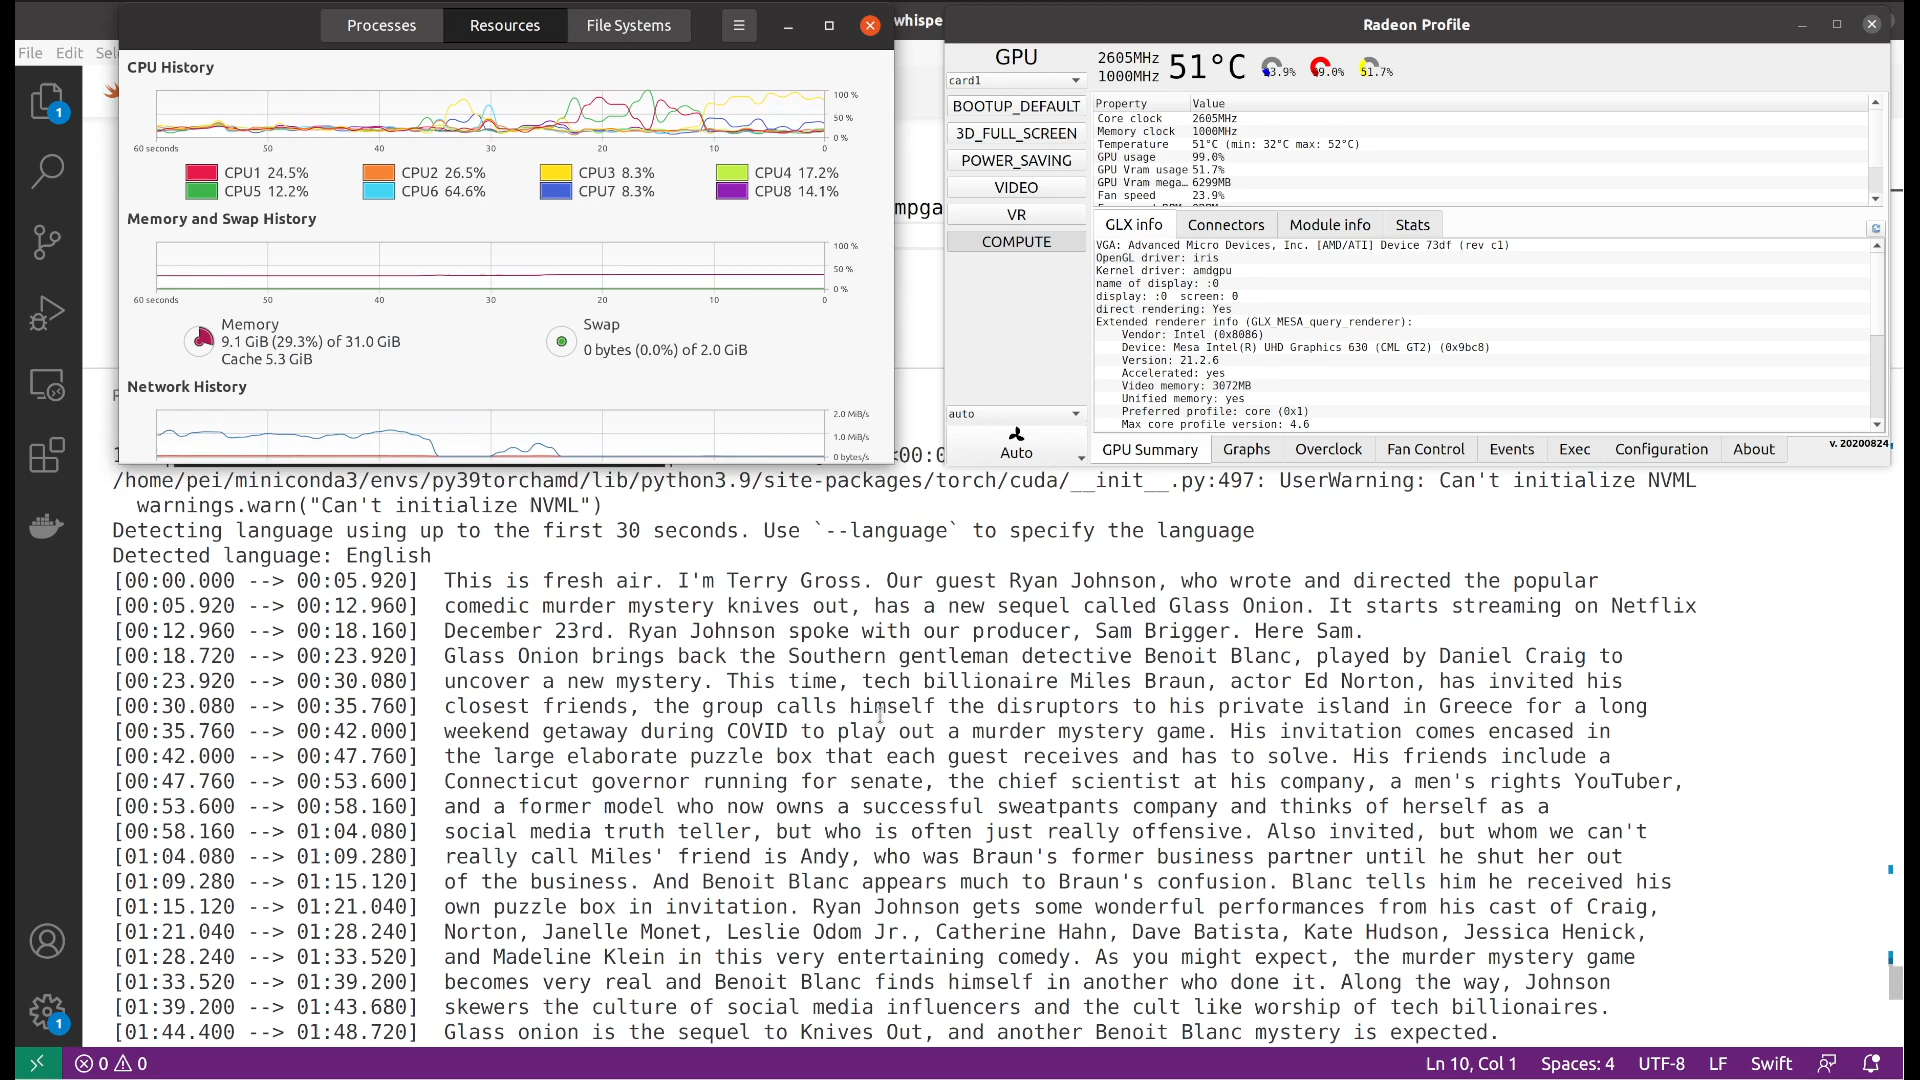 Processes
Resources
File Systems
whispe
File
Edit
Sel
CPU History
100 %
50 %
0 %
60 seconds
50
40
30
20
10
0
CPU1 24.5%
CPU2 26.5%
CPU3 8.3%
CPU4 17.2%
CPU5 12.2%
CPU6 64.6%
CPU7 8.3%
CPU8 14.1%
Memory and Swap History
100 %
50 %
0 %
60 seconds
50
40
30
20
10
0
Memory
9.1 GiB (29.3%) of 31.0 GiB
Cache 5.3 GiB
Swap
0 bytes (0.0%) of 2.0 GiB
Network History
2.0 MiB/s
1.0 MiB/s
0 bytes/s
mpga
Radeon Profile
GPU
card1
BOOTUP_DEFAULT
3D_FULL_SCREEN
POWER_SAVING
VIDEO
VR
COMPUTE
auto
Auto
2605MHz
1000MHz
51°C
51.7%
Property Value
Core clock 2605MHz
Memory clock 1000MHz
Temperature 51°C (min: 32°C max: 52°C)
GPU usage 99.0%
GPU Vram usage 51.7%
GPU Vram mega… 6299MB
Fan speed 23.9%
GLX info
Connectors
Module info
Stats
VGA: Advanced Micro Devices, Inc. [AMD/ATI] Device 73df (rev c1)
OpenGL driver: iris
Kernel driver: amdgpu
name of display: :0
display: :0 screen: 0
direct rendering: Yes
Extended renderer info (GLX_MESA_query_renderer):
Vendor: Intel (0x8086)
Device: Mesa Intel(R) UHD Graphics 630 (CML GT2) (0x9bc8)
Version: 21.2.6
Accelerated: yes
Video memory: 3072MB
Unified memory: yes
Preferred profile: core (0x1)
Max core profile version: 4.6
GPU Summary
Graphs
Overclock
Fan Control
Events
Exec
Configuration
About
v. 20200824
<00:0
/home/pei/miniconda3/envs/py39torchamd/lib/python3.9/site-packages/torch/cuda/__init__.py:497: UserWarning: Can't initialize NVML
warnings.warn("Can't initialize NVML")
Detecting language using up to the first 30 seconds. Use `--language` to specify the language
Detected language: English
[00:00.000 --> 00:05.920] This is fresh air. I'm Terry Gross. Our guest Ryan Johnson, who wrote and directed the popular
[00:05.920 --> 00:12.960] comedic murder mystery knives out, has a new sequel called Glass Onion. It starts streaming on Netflix
[00:12.960 --> 00:18.160] December 23rd. Ryan Johnson spoke with our producer, Sam Brigger. Here Sam.
[00:18.720 --> 00:23.920] Glass Onion brings back the Southern gentleman detective Benoit Blanc, played by Daniel Craig to
[00:23.920 --> 00:30.080] uncover a new mystery. This time, tech billionaire Miles Braun, actor Ed Norton, has invited his
[00:30.080 --> 00:35.760] closest friends, the group calls himself the disruptors to his private island in Greece for a long
[00:35.760 --> 00:42.000] weekend getaway during COVID to play out a murder mystery game. His invitation comes encased in
[00:42.000 --> 00:47.760] the large elaborate puzzle box that each guest receives and has to solve. His friends include a
[00:47.760 --> 00:53.600] Connecticut governor running for senate, the chief scientist at his company, a men's rights YouTuber,
[00:53.600 --> 00:58.160] and a former model who now owns a successful sweatpants company and thinks of herself as a
[00:58.160 --> 01:04.080] social media truth teller, but who is often just really offensive. Also invited, but whom we can't
[01:04.080 --> 01:09.280] really call Miles' friend is Andy, who was Braun's former business partner until he shut her out
[01:09.280 --> 01:15.120] of the business. And Benoit Blanc appears much to Braun's confusion. Blanc tells him he received his
[01:15.120 --> 01:21.040] own puzzle box in invitation. Ryan Johnson gets some wonderful performances from his cast of Craig,
[01:21.040 --> 01:28.240] Norton, Janelle Monet, Leslie Odom Jr., Catherine Hahn, Dave Batista, Kate Hudson, Jessica Henick,
[01:28.240 --> 01:33.520] and Madeline Klein in this very entertaining comedy. As you might expect, the murder mystery game
[01:33.520 --> 01:39.200] becomes very real and Benoit Blanc finds himself in another who done it. Along the way, Johnson
[01:39.200 --> 01:43.680] skewers the culture of social media influencers and the cult like worship of tech billionaires.
[01:44.400 --> 01:48.720] Glass onion is the sequel to Knives Out, and another Benoit Blanc mystery is expected.
1
1
0 0
Ln 10, Col 1
Spaces: 4
UTF-8
LF
Swift